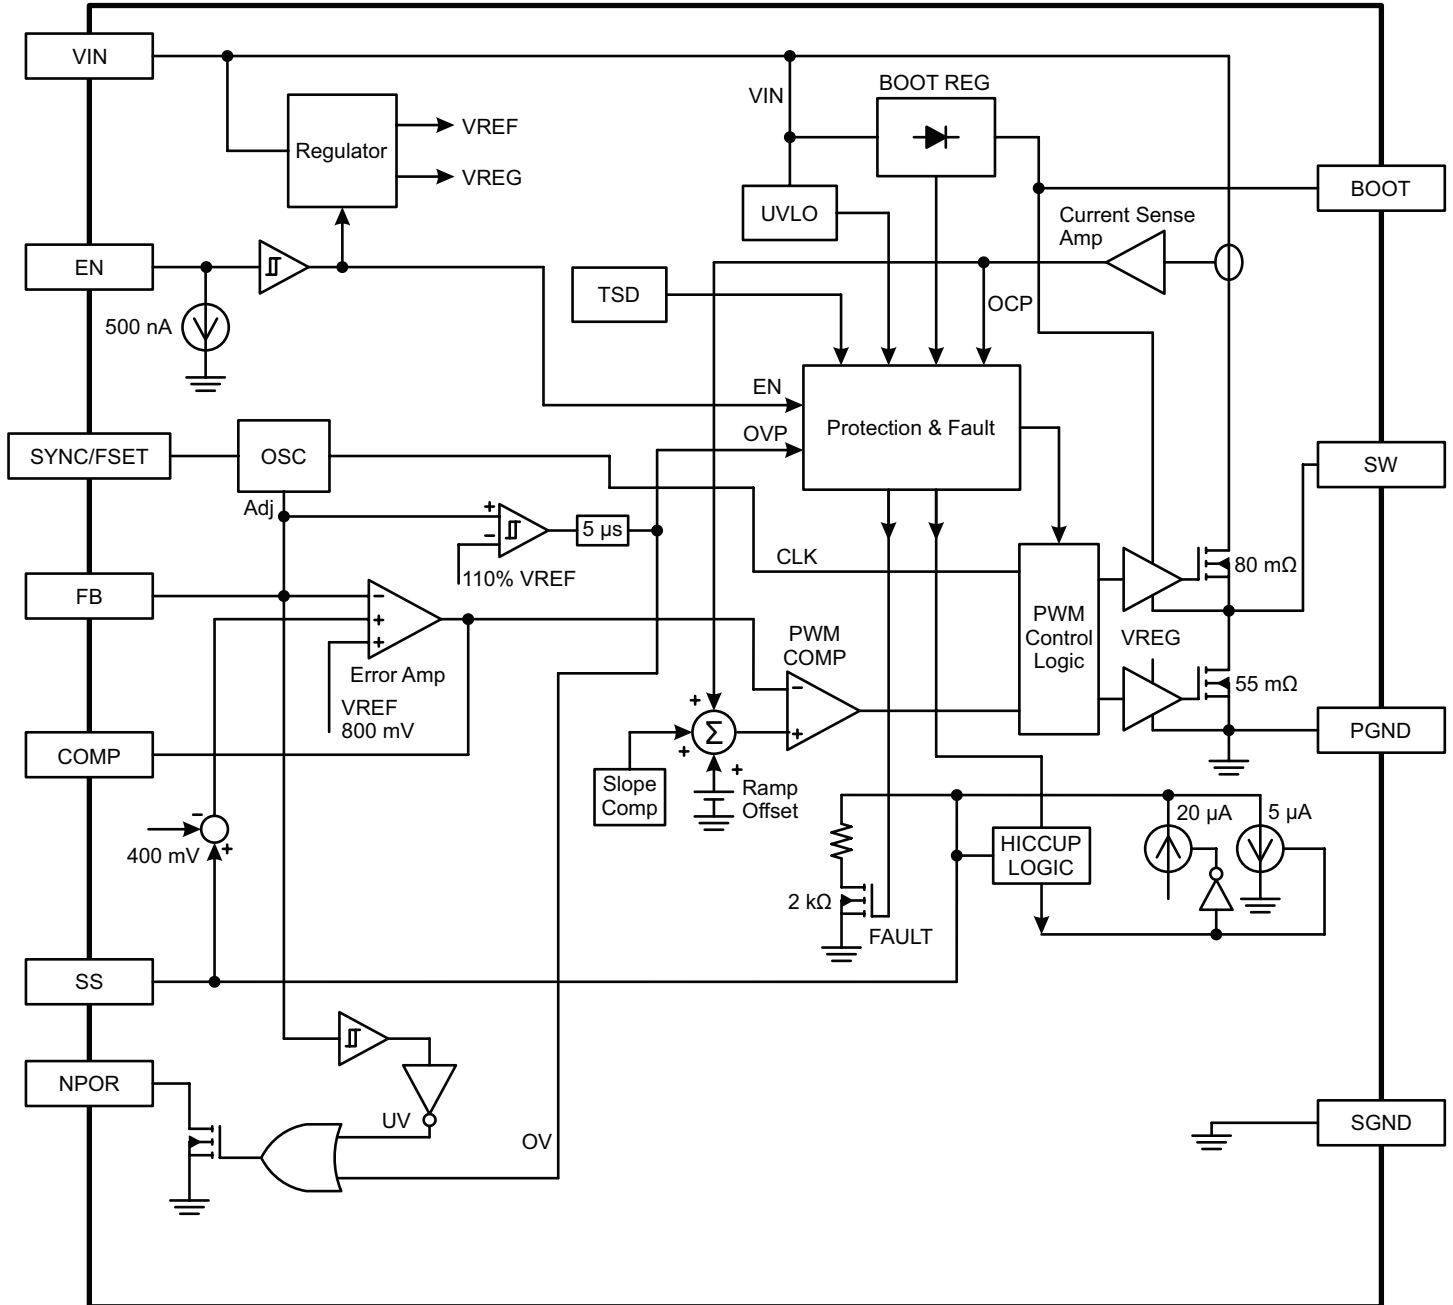 VIN
BOOT REG
VIN
VREF
Regulator
VREG
BOOT
UVLO
Current Sense
Amp
EN
TSD
OCP
500 nA
EN
Protection & Fault
OVP
SYNC/FSET
OSC
SW
Adj
+
-
5 µs
110% VREF
CLK
80 mΩ
FB
-
+
+
PWM
COMP
PWM
Control
Logic
VREG
Error Amp
-
55 mΩ
VREF
800 mV
+
Σ
+
+
+
PGND
COMP
Slope
Comp
Ramp
Offset
-
400 mV
+
20 µA
5 µA
HICCUP
LOGIC
2 kΩ
FAULT
SS
NPOR
UV
OV
SGND